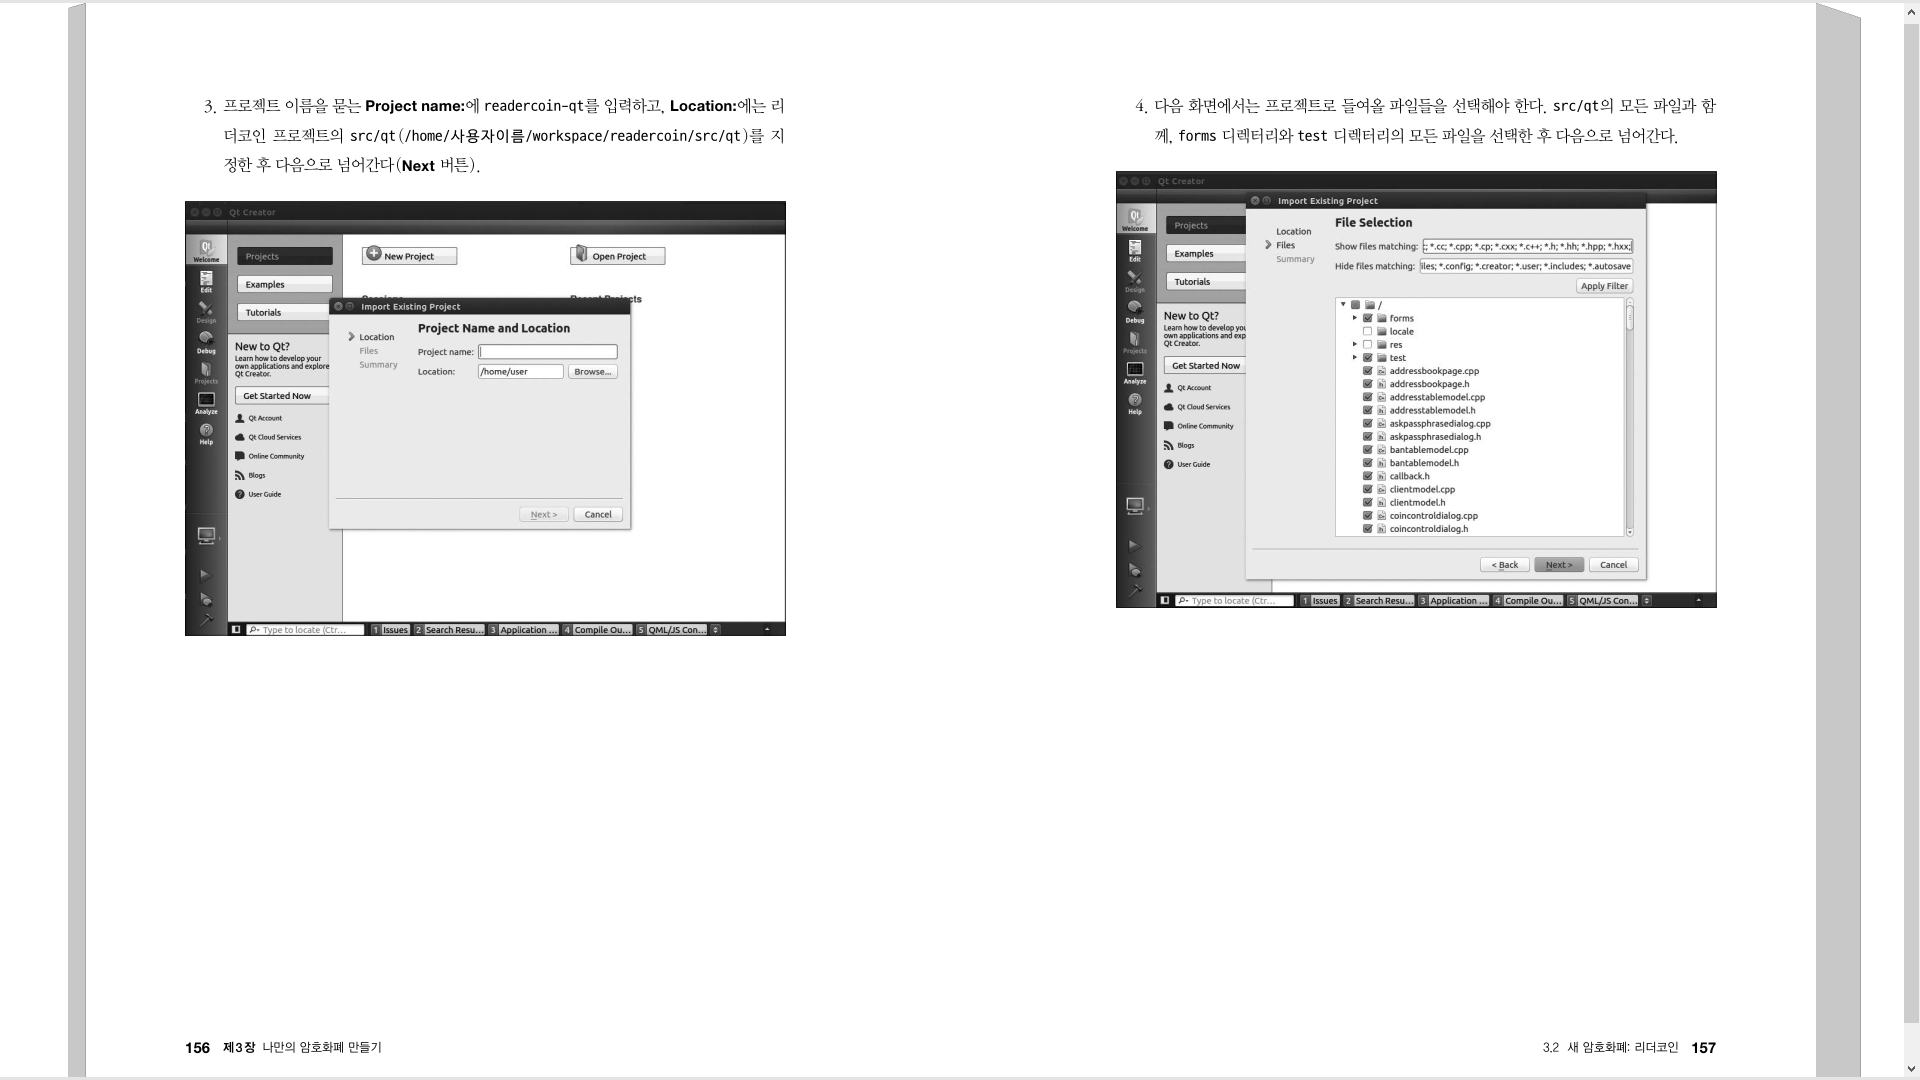 3. 프로젝트 이름을 묻는 Project name:에 readercoin-qt를 입력하고, Location:에는 리
더코인 프로젝트의 src/qt(/home/사용자이름/workspace/readercoin/src/qt)를 지
정한 후 다음으로 넘어간다(Next 버튼).
Qt Creator
Qt
Welcome
Edit
Design
Debug
Projects
Analyze
Help
Projects
Examples
Tutorials
New to Qt?
Learn how to develop your
own applications and explore
Qt Creator.
Get Started Now
Qt Account
Qt Cloud Services
Online Community
Blogs
User Guide
New Project
Open Project
Sessions
Recent Projects
Import Existing Project
Location
Files
Summary
Project Name and Location
Project name:
Location: /home/user Browse...
Next > Cancel
Type to locate (Ctr... 1 Issues 2 Search Resu... 3 Application ... 4 Compile Ou... 5 QML/JS Con...
156 제3장 나만의 암호화폐 만들기
4. 다음 화면에서는 프로젝트로 들여올 파일들을 선택해야 한다. src/qt의 모든 파일과 함
께, forms 디렉터리와 test 디렉터리의 모든 파일을 선택한 후 다음으로 넘어간다.
Qt Creator
Qt
Welcome
Edit
Design
Debug
Projects
Analyze
Help
Projects
Examples
Tutorials
New to Qt?
Learn how to develop you
own applications and exp
Qt Creator.
Get Started Now
Qt Account
Qt Cloud Services
Online Community
Blogs
User Guide
Import Existing Project
Location
Files
Summary
File Selection
Show files matching: ; *.cc; *.cpp; *.cp; *.cxx; *.c++; *.h; *.hh; *.hpp; *.hxx;
Hide files matching: iles; *.config; *.creator; *.user; *.includes; *.autosave
Apply Filter
/
forms
locale
res
test
addressbookpage.cpp
addressbookpage.h
addresstablemodel.cpp
addresstablemodel.h
askpassphrasedialog.cpp
askpassphrasedialog.h
bantablemodel.cpp
bantablemodel.h
callback.h
clientmodel.cpp
clientmodel.h
coincontroldialog.cpp
coincontroldialog.h
< Back Next > Cancel
Type to locate (Ctr... 1 Issues 2 Search Resu... 3 Application ... 4 Compile Ou... 5 QML/JS Con...
3.2 새 암호화폐: 리더코인 157